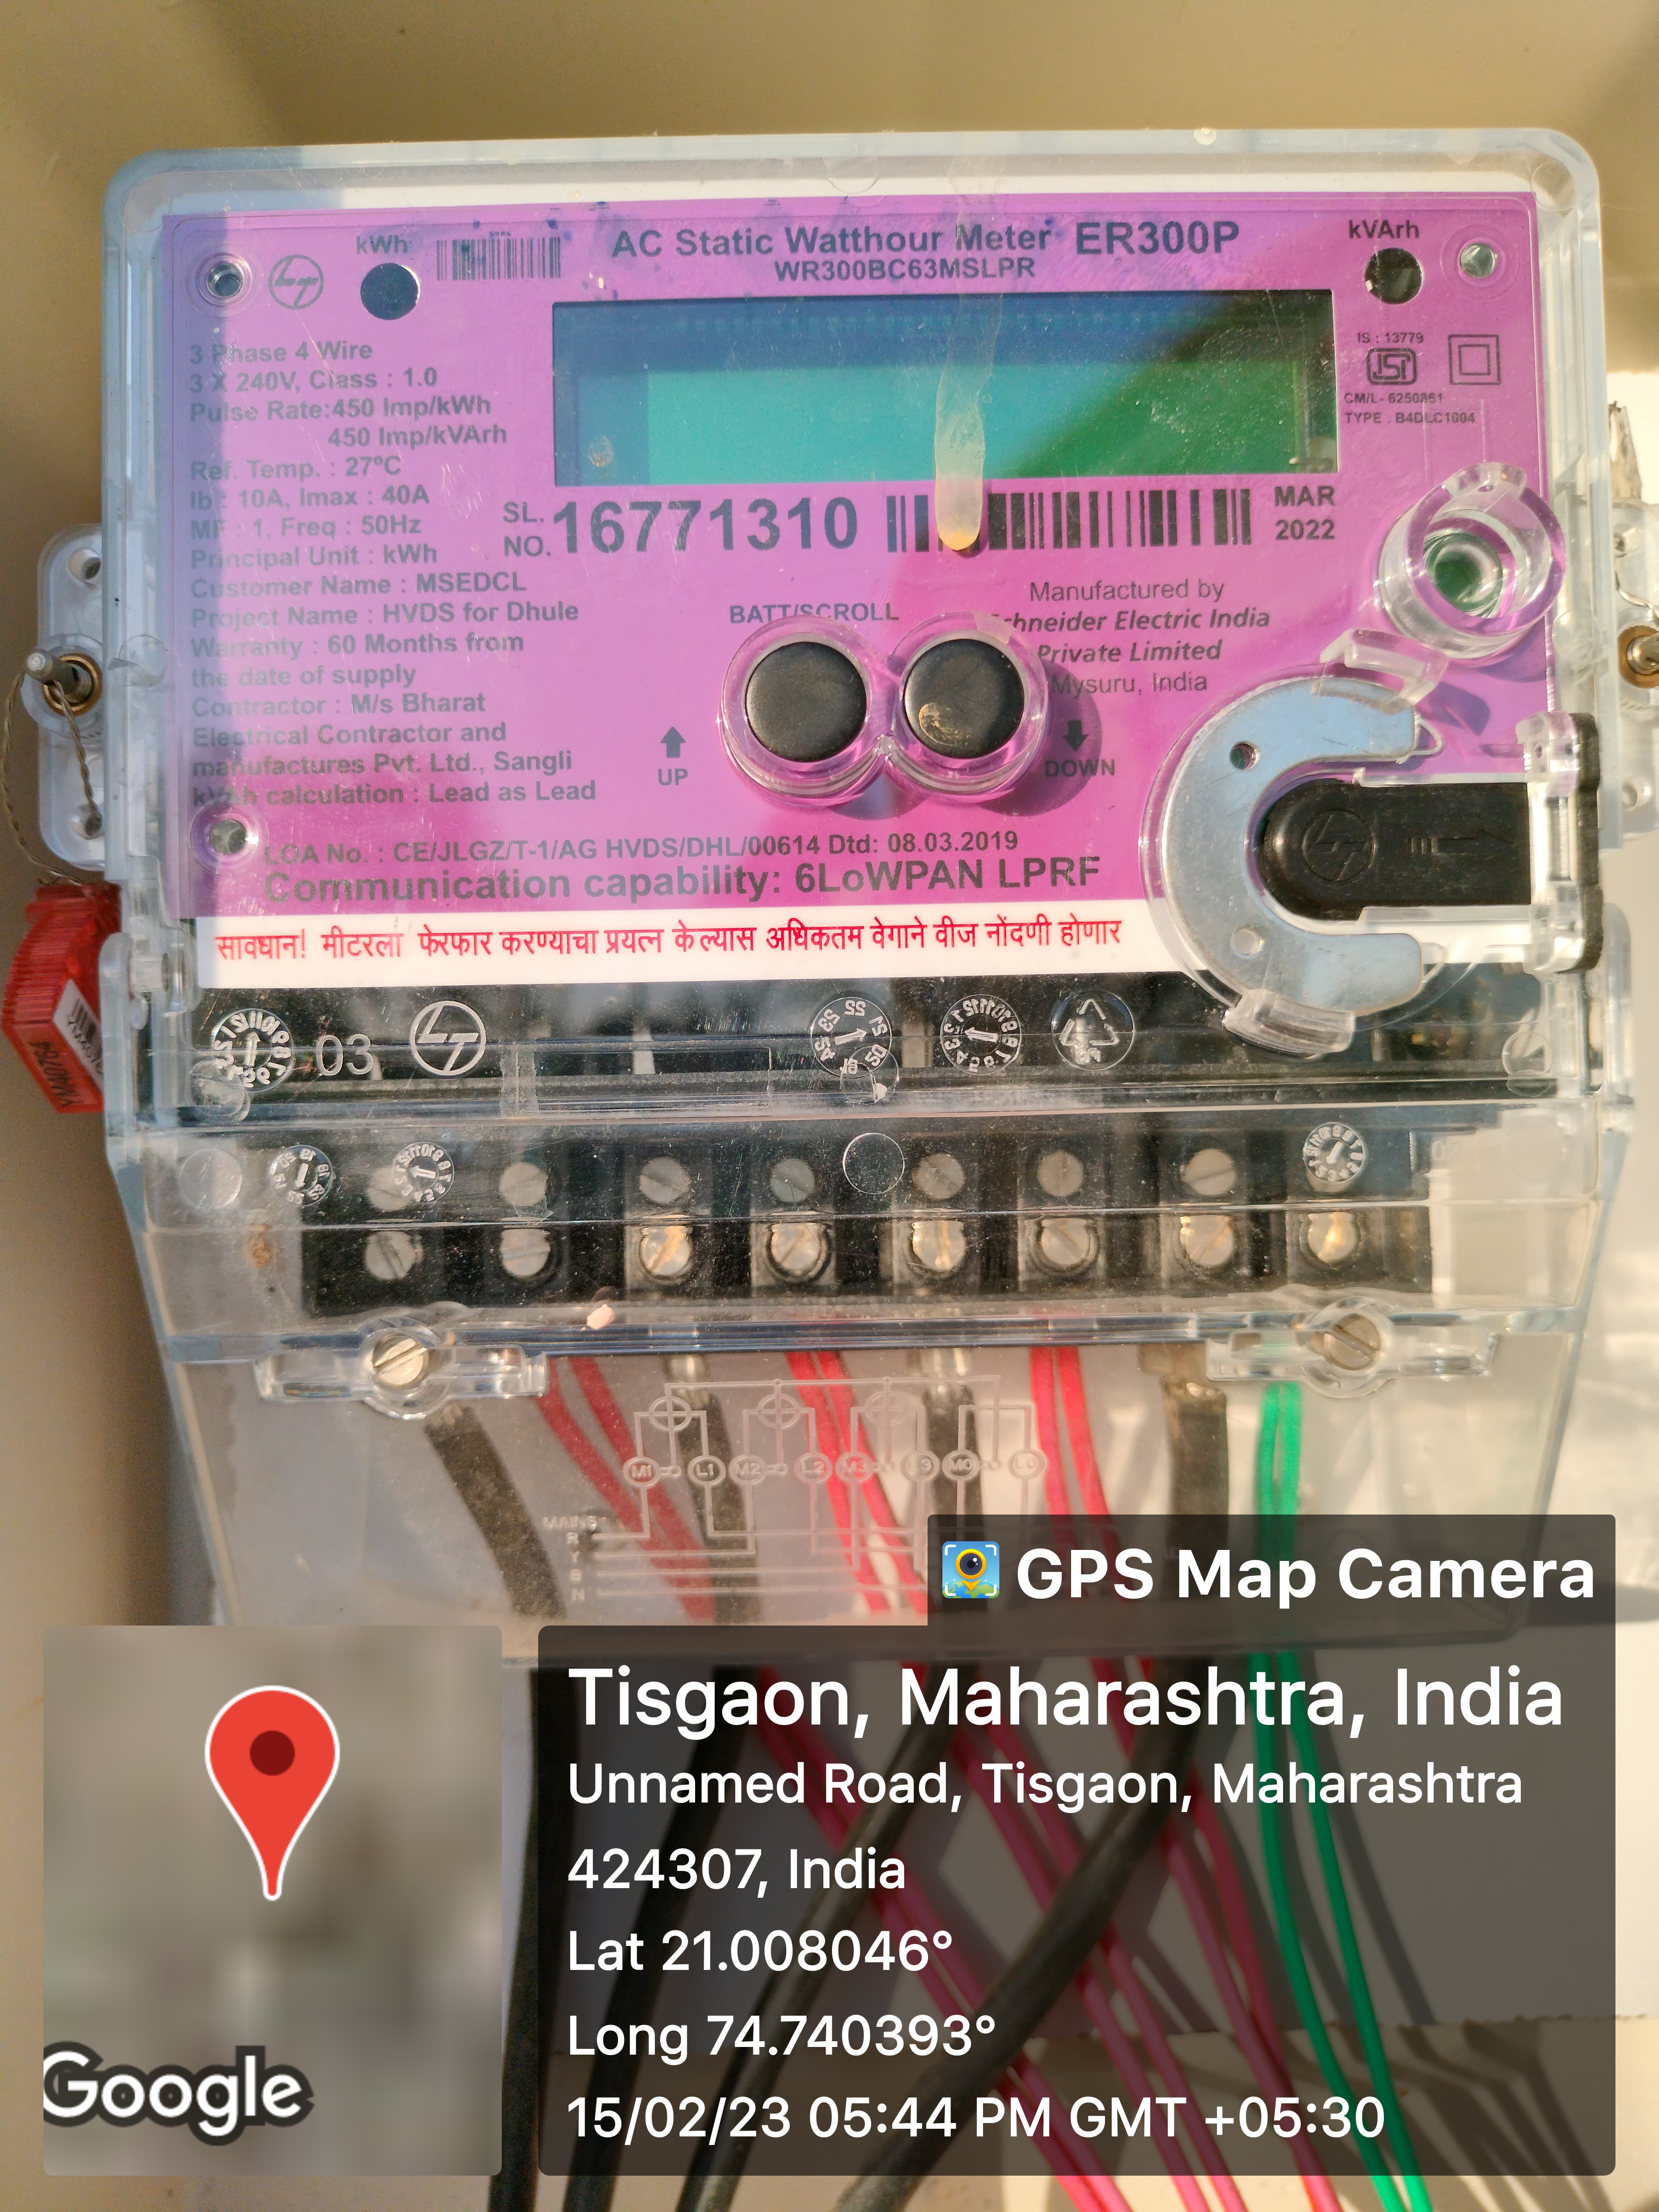 kWh
AC Static Watthour Meter ER300P
WR300BC63MSLPR
kVArh
3 Phase 4 Wire
3 X 240V, Class : 1.0
Pulse Rate:450 Imp/kWh
450 Imp/kVArh
Ref. Temp. : 27ºC
Ib : 10A, Imax : 40A
MF : 1, Freq : 50Hz
Principal Unit : kWh
Customer Name : MSEDCL
Project Name : HVDS for Dhule
Warranty : 60 Months from
the date of supply
Contractor : M/s Bharat
Electrical Contractor and
manufactures Pvt. Ltd., Sangli
kVAh calculation : Lead as Lead
IS : 13779
ISI
CM/L- 6250861
TYPE : B4DLC1004
SL. NO. 16771310
MAR
2022
BATT/SCROLL
UP
DOWN
Manufactured by
Schneider Electric India
Private Limited
Mysuru, India
LOA No. : CE/JLGZ/T-1/AG HVDS/DHL/00614 Dtd: 08.03.2019
Communication capability: 6LoWPAN LPRF
सावधान! मीटरला फेरफार करण्याचा प्रयत्न केल्यास अधिकतम वेगाने वीज नोंदणी होणार
03
LT
M1 L1 M2 L2 M3 L3 M0 L0
MAINS
R
Y
B
N
GPS Map Camera
Tisgaon, Maharashtra, India
Unnamed Road, Tisgaon, Maharashtra
424307, India
Lat 21.008046°
Long 74.740393°
15/02/23 05:44 PM GMT +05:30
Google